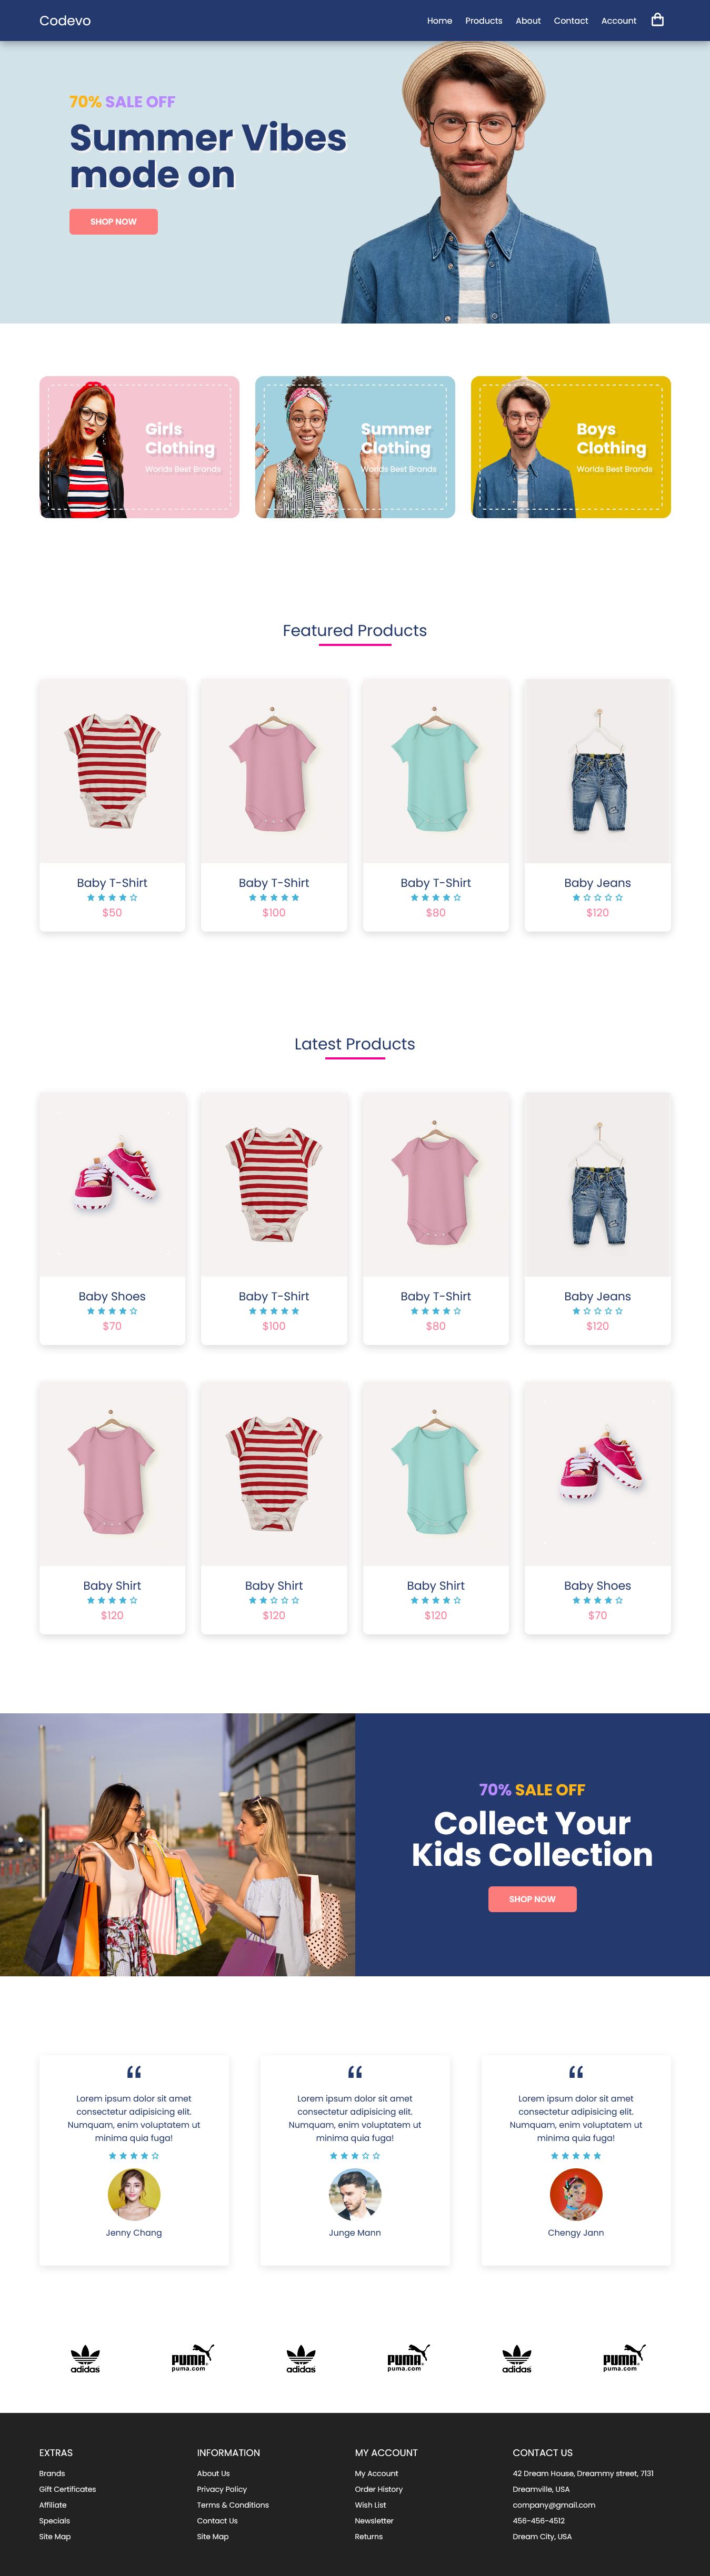 Codevo
Home Products About Contact Account
70% SALE OFF
Summer Vibes
mode on
SHOP NOW
Girls
Clothing
Worlds Best Brands
Summer
Clothing
Worlds Best Brands
Boys
Clothing
Worlds Best Brands
Featured Products
Baby T-Shirt
$50
Baby T-Shirt
$100
Baby T-Shirt
$80
Baby Jeans
$120
Latest Products
Baby Shoes
$70
Baby T-Shirt
$100
Baby T-Shirt
$80
Baby Jeans
$120
Baby Shirt
$120
Baby Shirt
$120
Baby Shirt
$120
Baby Shoes
$70
70% SALE OFF
Collect Your
Kids Collection
SHOP NOW
“
Lorem ipsum dolor sit amet
consectetur adipisicing elit.
Numquam, enim voluptatem ut
minima quia fuga!
Jenny Chang
“
Lorem ipsum dolor sit amet
consectetur adipisicing elit.
Numquam, enim voluptatem ut
minima quia fuga!
Junge Mann
“
Lorem ipsum dolor sit amet
consectetur adipisicing elit.
Numquam, enim voluptatem ut
minima quia fuga!
Chengy Jann
adidas
PUMA
puma.com
adidas
PUMA
puma.com
adidas
PUMA
puma.com
EXTRAS
Brands
Gift Certificates
Affiliate
Specials
Site Map
INFORMATION
About Us
Privacy Policy
Terms & Conditions
Contact Us
Site Map
MY ACCOUNT
My Account
Order History
Wish List
Newsletter
Returns
CONTACT US
42 Dream House, Dreammy street, 7131
Dreamville, USA
company@gmail.com
456-456-4512
Dream City, USA